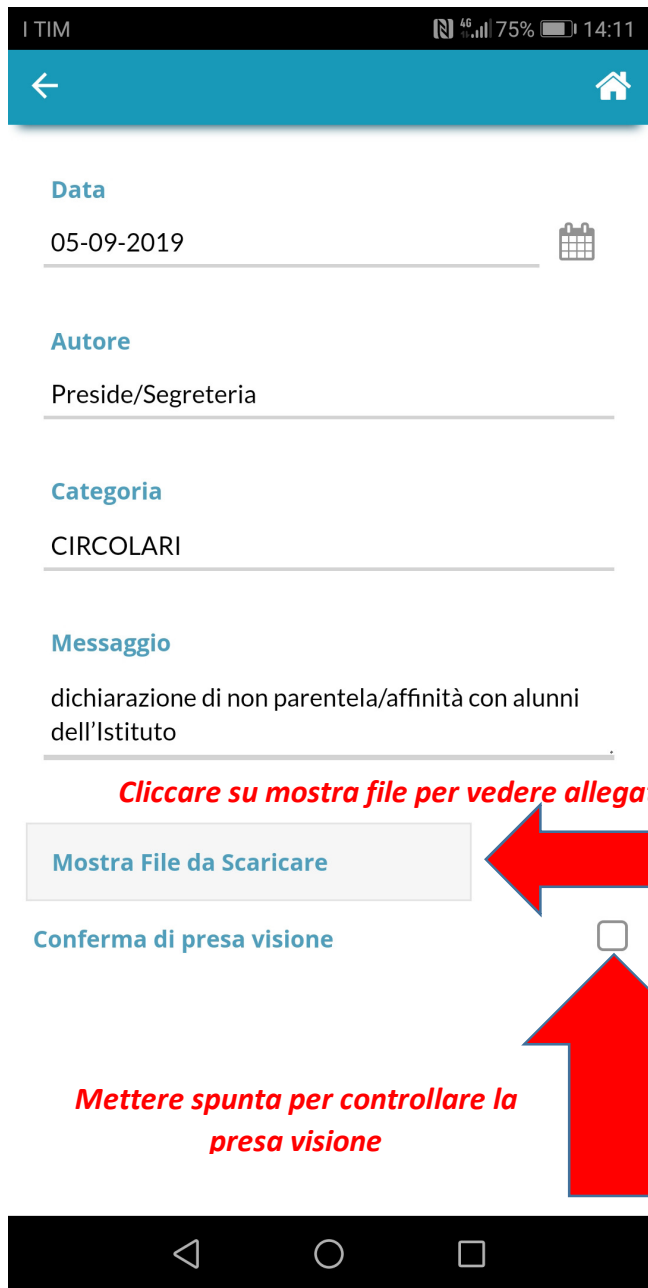 I TIM 4G 75% 14:11
Data
05-09-2019
Autore
Preside/Segreteria
Categoria
CIRCOLARI
Messaggio
dichiarazione di non parentela/affinità con alunni
dell'Istituto
Cliccare su mostra file per vedere
Mostra File da Scaricare
Conferma di presa visione
Mettere spunta per controllare la
presa visione